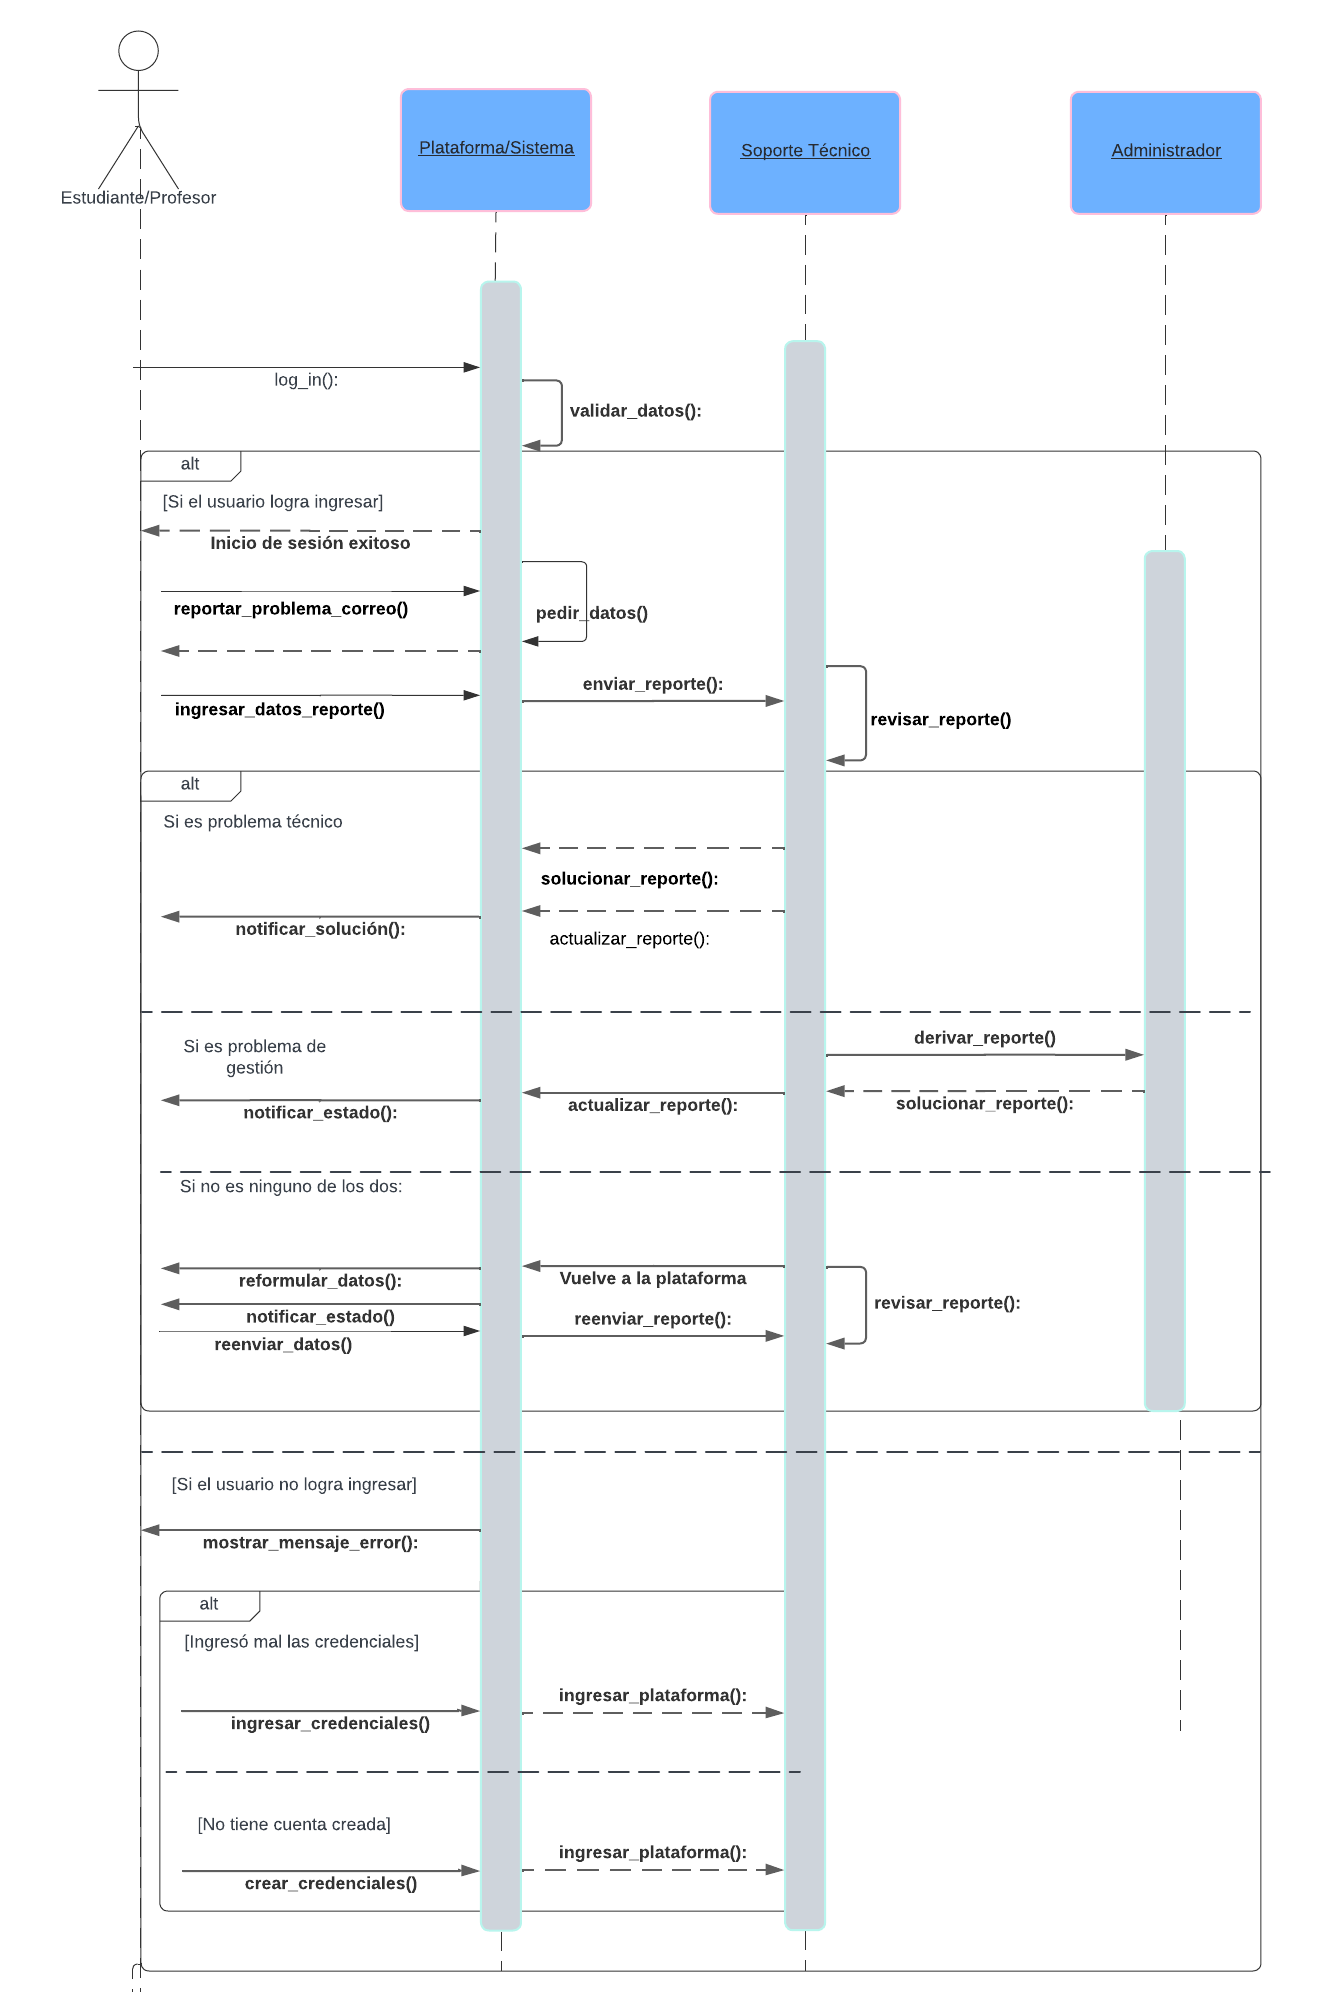 Estudiante/Profesor
Plataforma/Sistema
Soporte Técnico
Administrador
log_in():
validar_datos():
alt
[Si el usuario logra ingresar]
Inicio de sesión exitoso
reportar_problema_correo()
pedir_datos()
enviar_reporte():
ingresar_datos_reporte()
revisar_reporte()
alt
Si es problema técnico
solucionar_reporte():
notificar_solución():
actualizar_reporte():
derivar_reporte()
Si es problema de
gestión
solucionar_reporte():
actualizar_reporte():
notificar_estado():
Si no es ninguno de los dos:
Vuelve a la plataforma
reformular_datos():
revisar_reporte():
notificar_estado()
reenviar_reporte():
reenviar_datos()
[Si el usuario no logra ingresar]
mostrar_mensaje_error():
alt
[Ingresó mal las credenciales]
ingresar_plataforma():
ingresar_credenciales()
[No tiene cuenta creada]
ingresar_plataforma():
crear_credenciales()